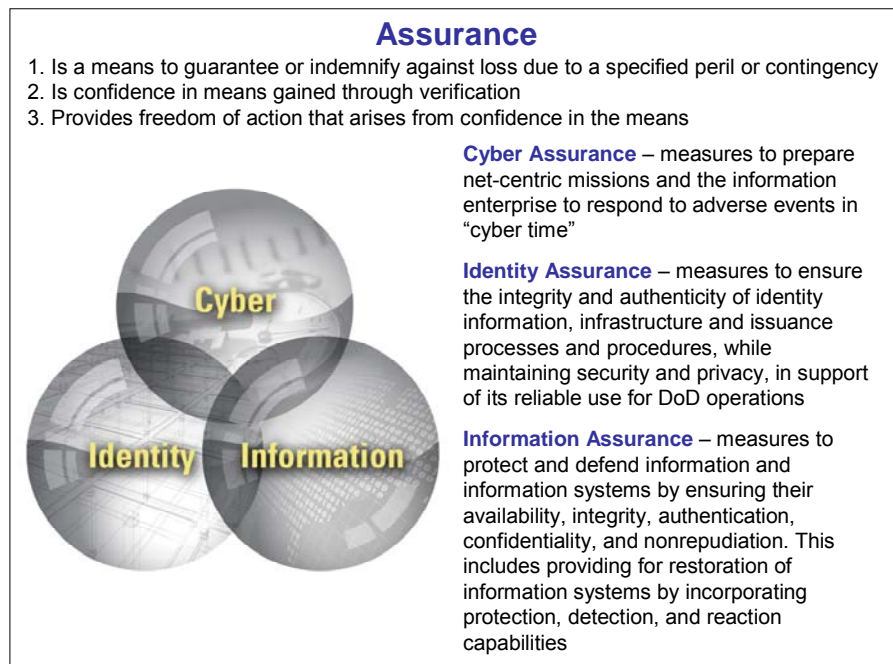 Assurance
1. Is a means to guarantee or indemnify against loss due to a specified peril or contingency
2. Is confidence in means gained through verification
3. Provides freedom of action that arises from confidence in the means
Cyber
Identity
Information
Cyber Assurance – measures to prepare
net-centric missions and the information
enterprise to respond to adverse events in
“cyber time”
Identity Assurance – measures to ensure
the integrity and authenticity of identity
information, infrastructure and issuance
processes and procedures, while
maintaining security and privacy, in support
of its reliable use for DoD operations
Information Assurance – measures to
protect and defend information and
information systems by ensuring their
availability, integrity, authentication,
confidentiality, and nonrepudiation. This
includes providing for restoration of
information systems by incorporating
protection, detection, and reaction
capabilities